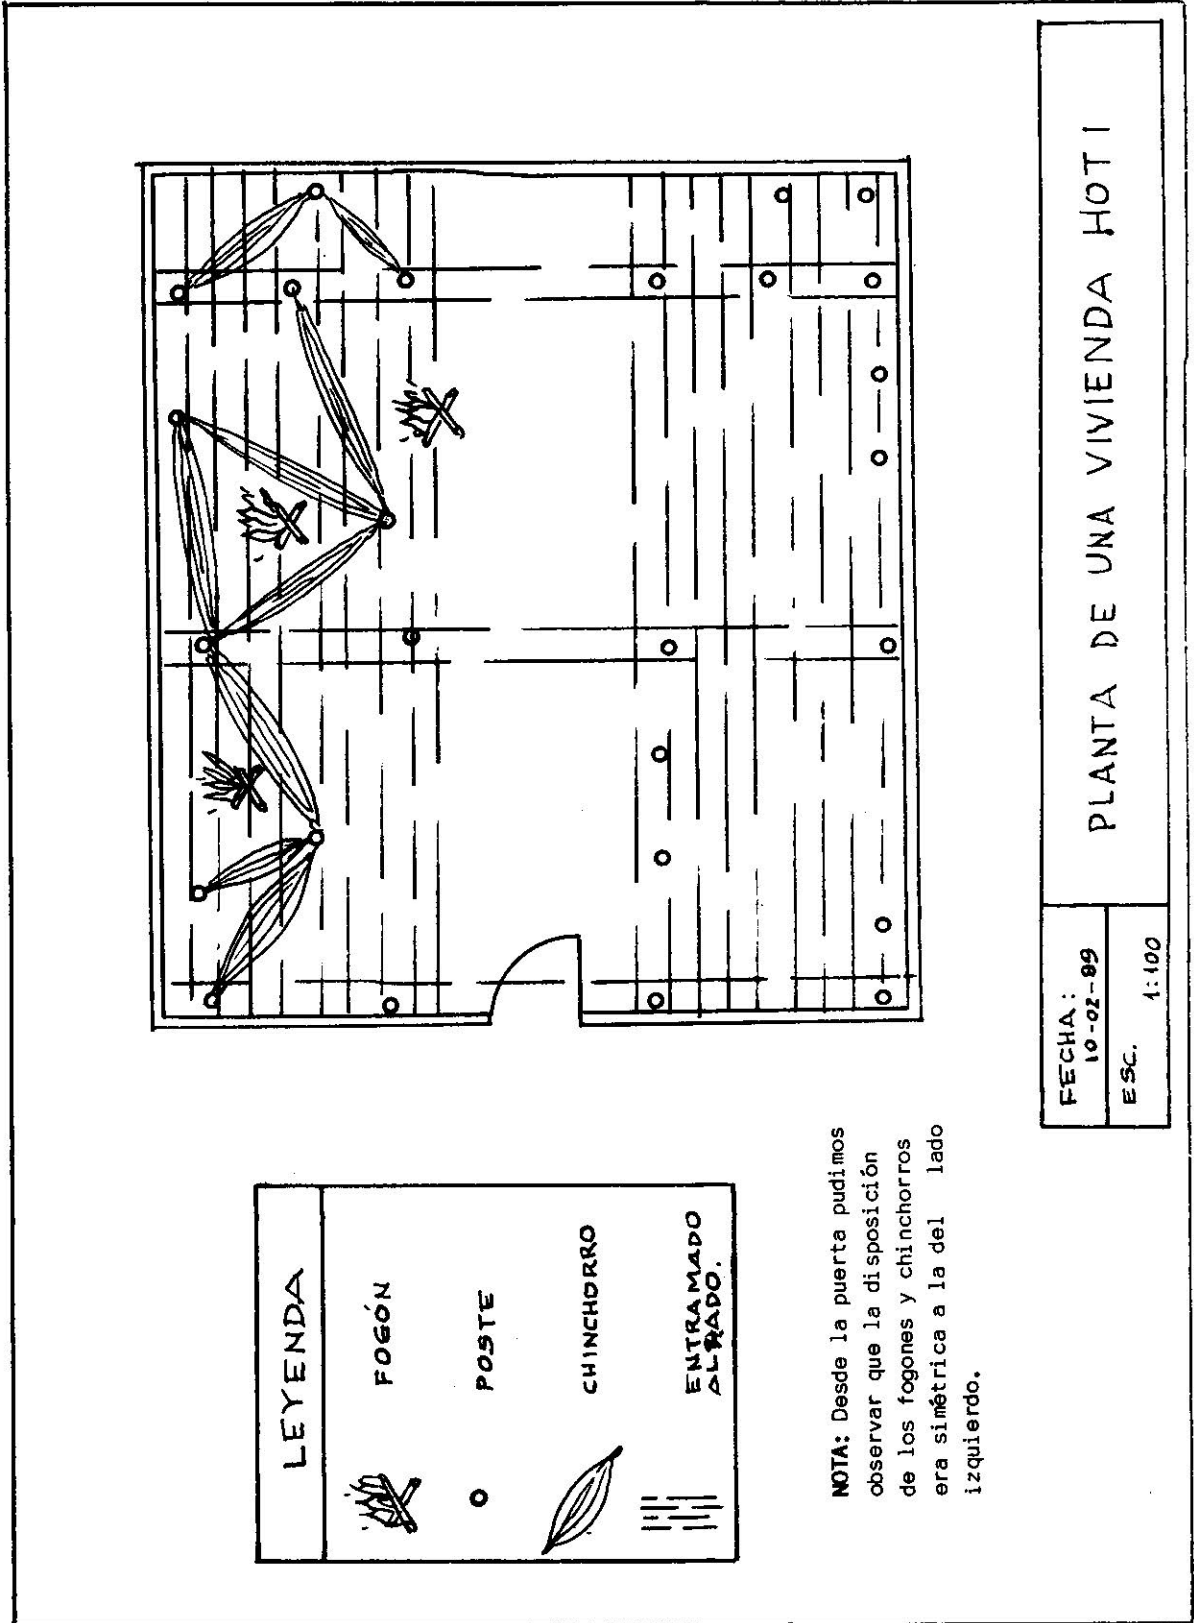 LEYENDA
FOGÓN
POSTE
CHINCHORRO
ENTRAMADO
ALZADO.
NOTA: Desde la puerta pudimos
observar que la disposición
de los fogones y chinchorros
era simétrica a la del lado
izquierdo.
FECHA:
10-02-89
ESC.
1:100
PLANTA DE UNA VIVIENDA HOTI